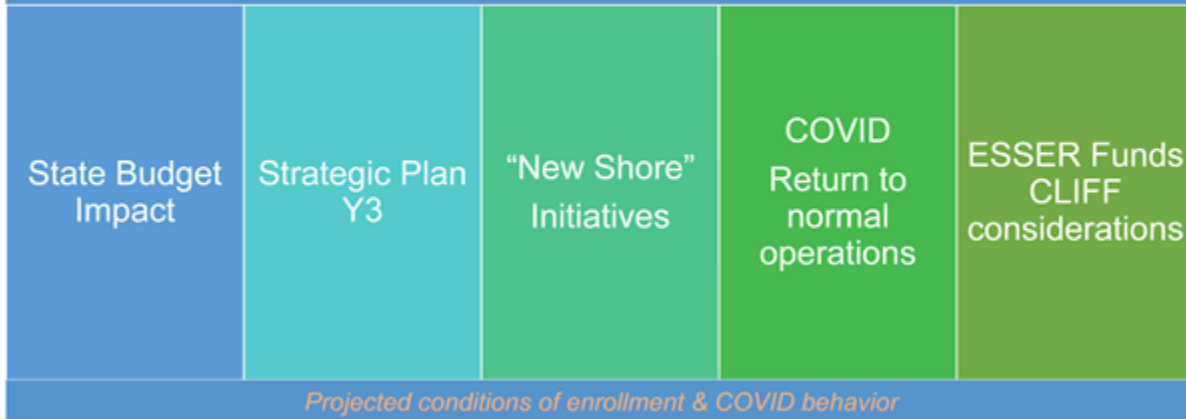 State Budget
Impact
Strategic Plan
Y3
“New Shore”
Initiatives
COVID
Return to
normal
operations
ESSER Funds
CLIFF
considerations
Projected conditions of enrollment & COVID behavior